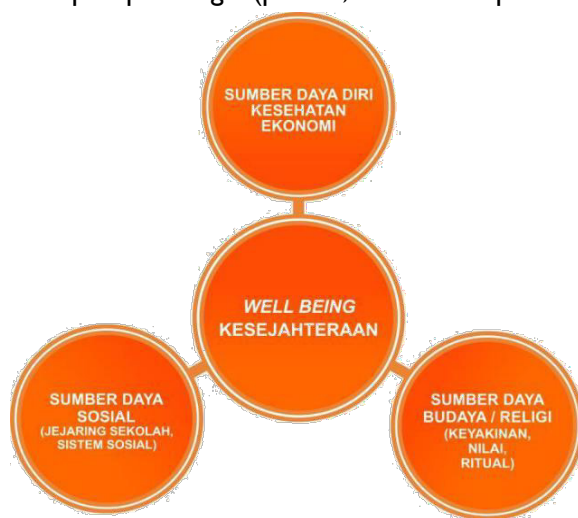 SUMBER DAYA DIRI
KESEHATAN
EKONOMI
WELL BEING
KESEJAHTERAAN
SUMBER DAYA
SOSIAL
(JEJARING SEKOLAH,
SISTEM SOSIAL)
SUMBER DAYA
BUDAYA / RELIGI
(KEYAKINAN,
NILAI,
RITUAL)